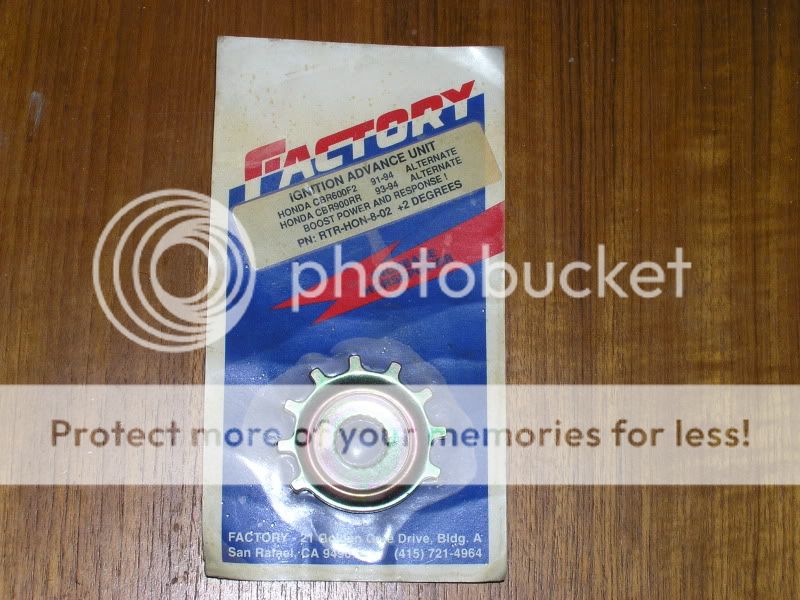 FACTORY
IGNITION ADVANCE UNIT
HONDA CBR600F2 91-94 ALTERNATE
HONDA CBR900RR 93-94 ALTERNATE
BOOST POWER AND RESPONSE !
PN: RTR-HON-8-02 +2 DEGREES
photobucket
Protect more of your memories for less!
FACTORY - 21 Golden Gate Drive, Bldg. A
San Rafael, CA (415) 721-4964